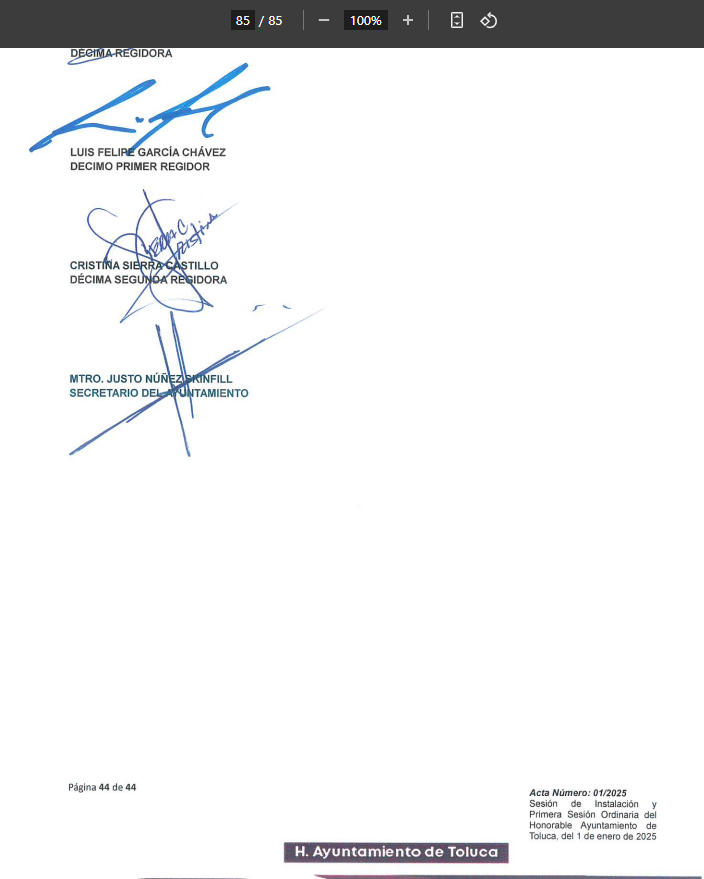 85 / 85
100%
DÉCIMA REGIDORA
LUIS FELIPE GARCÍA CHÁVEZ
DECIMO PRIMER REGIDOR
CRISTINA SIERRA CASTILLO
DÉCIMA SEGUNDA REGIDORA
MTRO. JUSTO NÚÑEZ SKINFILL
SECRETARIO DEL AYUNTAMIENTO
Página 44 de 44
Acta Número: 01/2025
Sesión de Instalación y
Primera Sesión Ordinaria del
Honorable Ayuntamiento de
Toluca, del 1 de enero de 2025
H. Ayuntamiento de Toluca